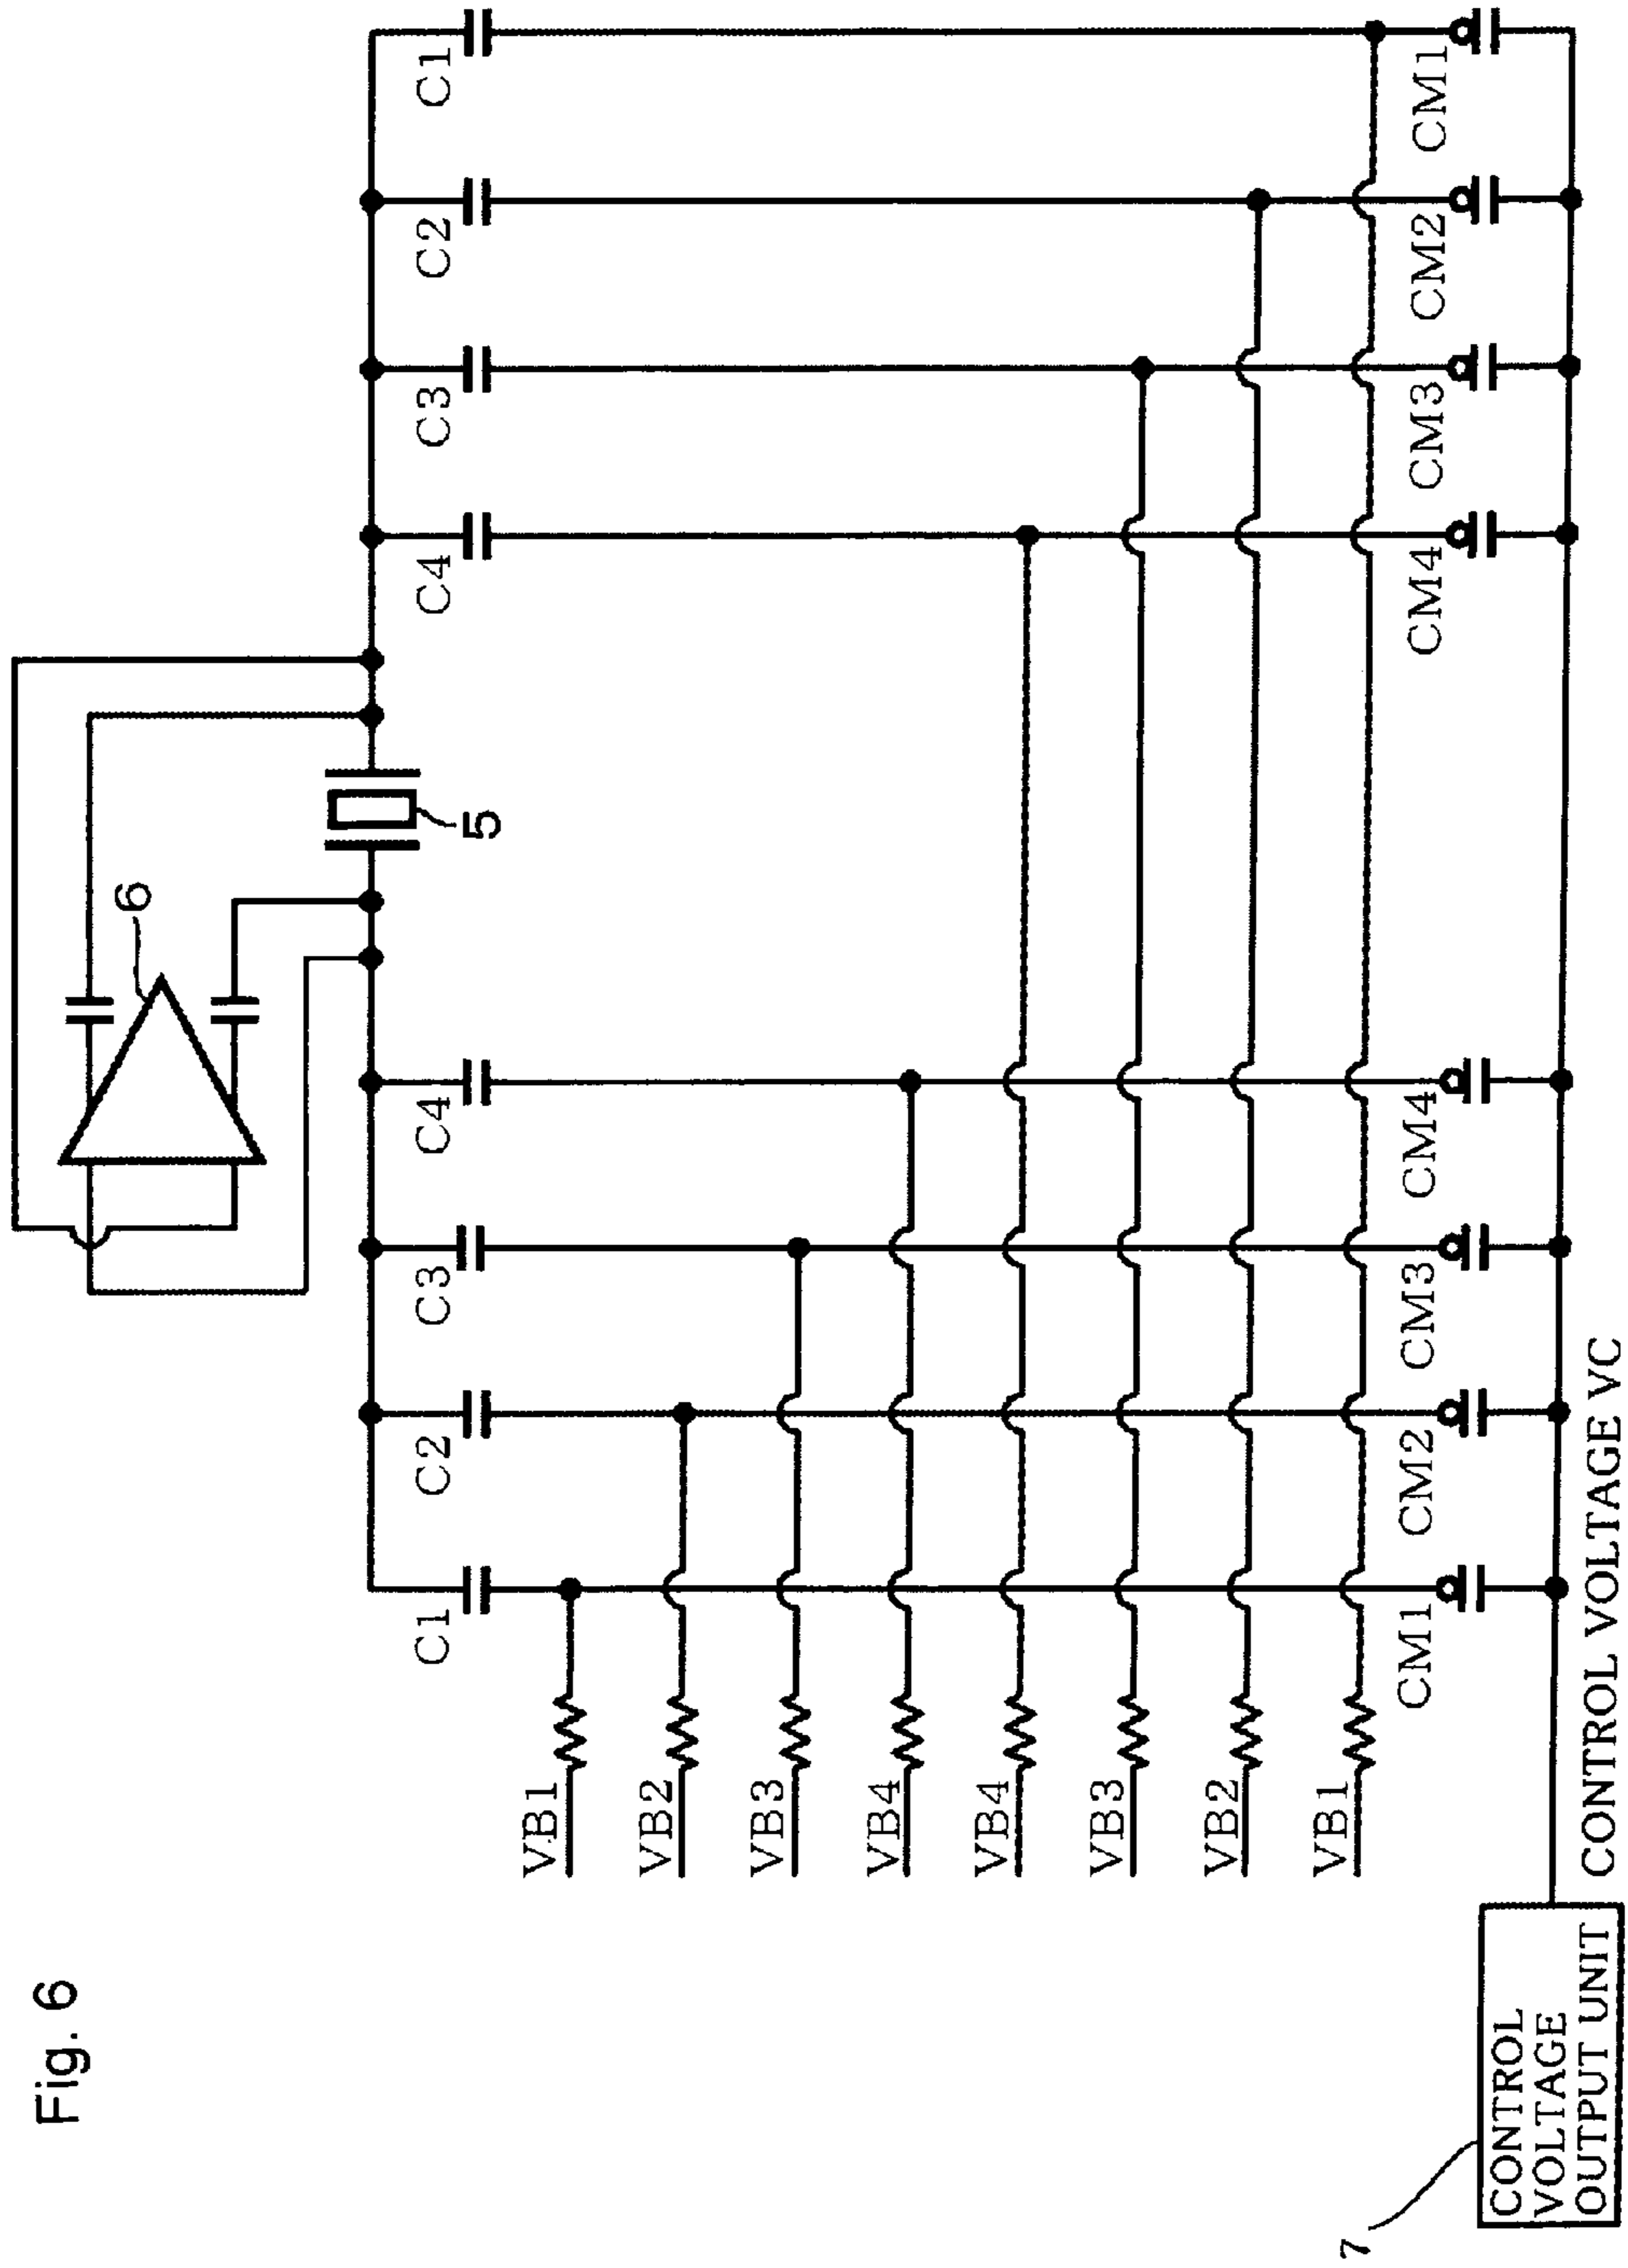 Fig. 6
6
5
C1
C2
C3
C4
C4
C3
C2
C1
VB1
VB2
VB3
VB4
VB4
VB3
VB2
VB1
CM1
CM2
CM3
CM4
CM4
CM3
CM2
CM1
7
CONTROL
VOLTAGE
OUTPUT UNIT
CONTROL VOLTAGE VC